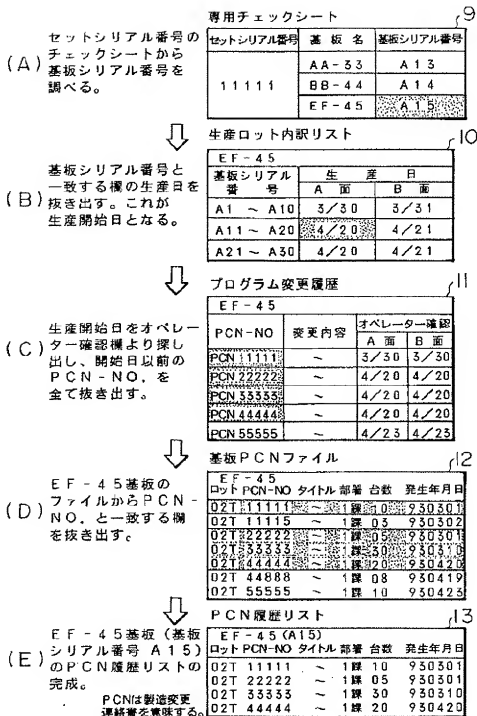 専用チェックシート 9
(A) セットシリアル番号の
チェックシートから
基板シリアル番号を
調べる。
セットシリアル番号 基板名 基板シリアル番号
11111
AA-33 A13
BB-44 A14
EF-45 A15
生産ロット内訳リスト 10
(B) 基板シリアル番号と
一致する欄の生産日を
抜き出す。これが
生産開始日となる。
EF-45
基板シリアル番号 生産日
A面 B面
A1 ~ A10 3/30 3/31
A11 ~ A20 4/20 4/21
A21 ~ A30 4/20 4/21
プログラム変更履歴 11
(C) 生産開始日をオペレー
ター確認欄より探し
出し、開始日以前の
PCN-NO.を
全て抜き出す。
EF-45
PCN-NO 変更内容 オペレーター確認
A面 B面
PCN11111 ~ 3/30 3/30
PCN22222 ~ 4/20 4/20
PCN33333 ~ 4/20 4/20
PCN44444 ~ 4/20 4/20
PCN55555 ~ 4/23 4/23
基板PCNファイル 12
(D) EF-45基板の
ファイルからPCN-
NO.と一致する欄
を抜き出す。
EF-45
ロット PCN-NO タイトル 部署 台数 発生年月日
02T 11111 ~ 1課 10 930301
02T 11115 ~ 1課 03 930302
02T 22222 ~ 1課 05 930301
02T 33333 ~ 1課 30 930310
02T 44444 ~ 1課 20 930420
02T 44888 ~ 1課 08 930419
02T 55555 ~ 1課 10 930423
PCN履歴リスト 13
(E) EF-45基板(基板
シリアル番号 A15)
のPCN履歴リストの
完成。
PCNは製造変更
連絡書を意味する。
EF-45(A15)
ロット PCN-NO タイトル 部署 台数 発生年月日
02T 11111 ~ 1課 10 930301
02T 22222 ~ 1課 05 930301
02T 33333 ~ 1課 30 930310
02T 44444 ~ 1課 20 930420